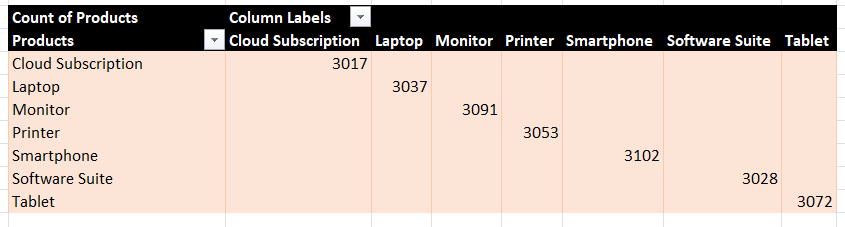 Count of Products Column Labels
Products Cloud Subscription Laptop Monitor Printer Smartphone Software Suite Tablet
Cloud Subscription 3017
Laptop 3037
Monitor 3091
Printer 3053
Smartphone 3102
Software Suite 3028
Tablet 3072